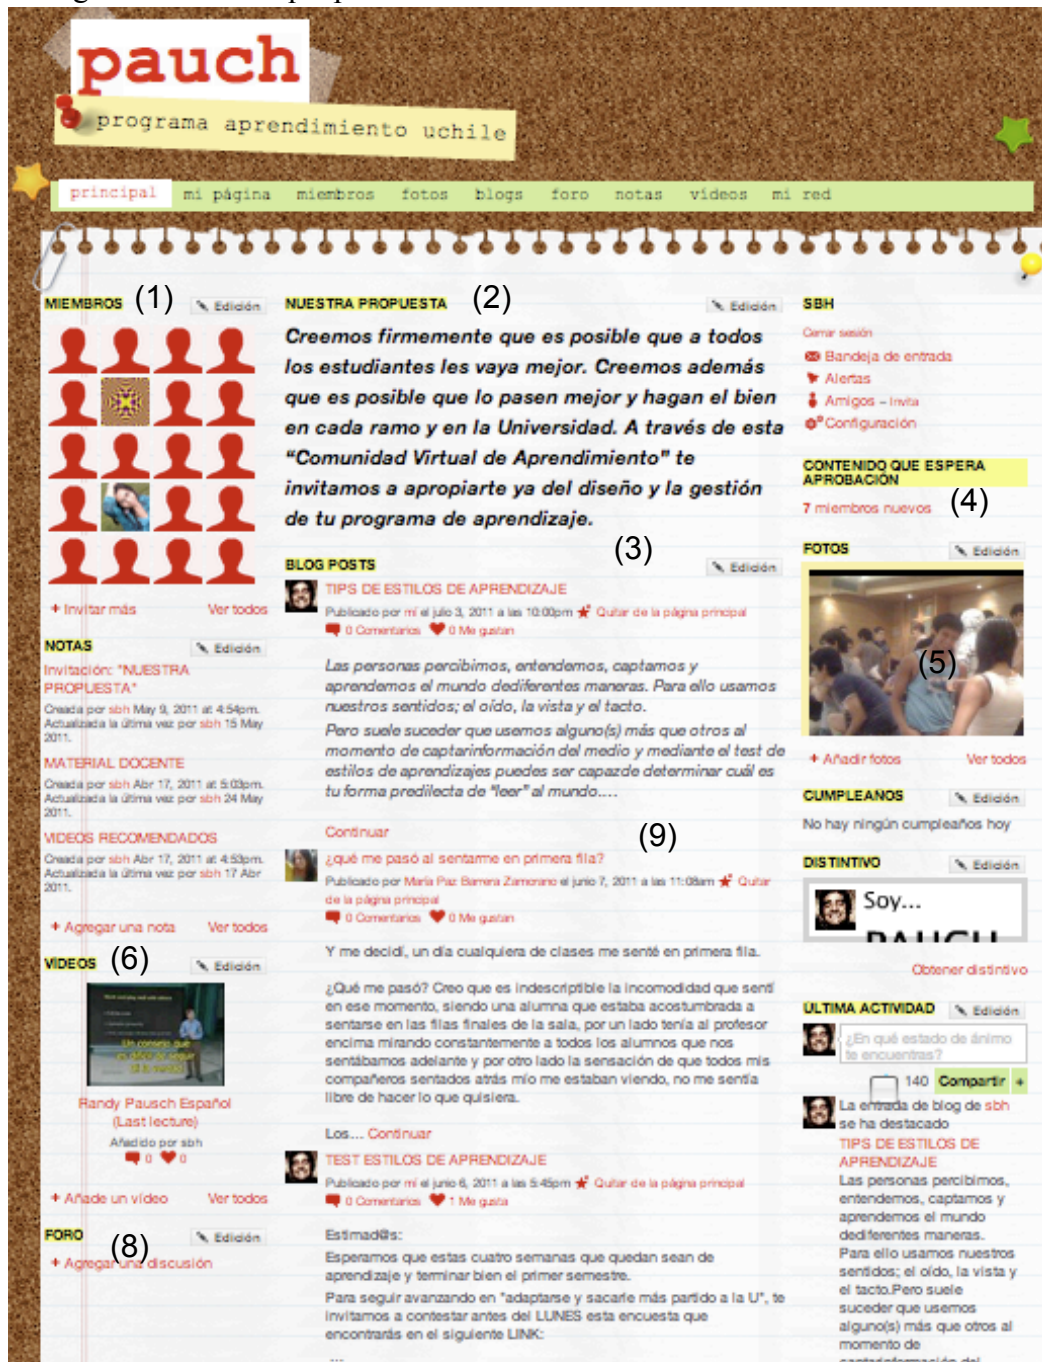 pauch
programa aprendimiento uchile
principal mi página miembros fotos blogs foro notas vídeos mi red
MIEMBROS (1) Edición
+ Invitar más Ver todos
NOTAS Edición
Invitación: "NUESTRA
PROPUESTA"
Creada por sbh May 9, 2011 at 4:54pm.
Actualizada la última vez por sbh 15 May
2011.
MATERIAL DOCENTE
Creada por sbh Abr 17, 2011 at 5:03pm.
Actualizada la última vez por sbh 24 May
2011.
VIDEOS RECOMENDADOS
Creada por sbh Abr 17, 2011 at 4:53pm.
Actualizada la última vez por sbh 17 Abr
2011.
+ Agregar una nota Ver todos
VÍDEOS (6) Edición
Un consejo que
es difícil de seguir
di la verdad
Randy Pausch Español
(Last lecture)
Añadido por sbh
0 0
+ Añade un vídeo Ver todos
FORO (8) Edición
+ Agregar una discusión
NUESTRA PROPUESTA (2) Edición
Creemos firmemente que es posible que a todos
los estudiantes les vaya mejor. Creemos además
que es posible que lo pasen mejor y hagan el bien
en cada ramo y en la Universidad. A través de esta
“Comunidad Virtual de Aprendimiento” te
invitamos a apropiarte ya del diseño y la gestión
de tu programa de aprendizaje.
(3)
BLOG POSTS Edición
TIPS DE ESTILOS DE APRENDIZAJE
Publicado por mí el julio 3, 2011 a las 10:00pm Quitar de la página principal
0 Comentarios 0 Me gustan
Las personas percibimos, entendemos, captamos y
aprendemos el mundo dediferentes maneras. Para ello usamos
nuestros sentidos; el oído, la vista y el tacto.
Pero suele suceder que usemos alguno(s) más que otros al
momento de captarinformación del medio y mediante el test de
estilos de aprendizajes puedes ser capazde determinar cuál es
tu forma predilecta de "leer" al mundo....
Continuar (9)
¿qué me pasó al sentarme en primera fila?
Publicado por María Paz Barrera Zamorano el junio 7, 2011 a las 11:08am Quitar
de la página principal
0 Comentarios 0 Me gustan
Y me decidí, un día cualquiera de clases me senté en primera fila.
¿Qué me pasó? Creo que es indescriptible la incomodidad que sentí
en ese momento, siendo una alumna que estaba acostumbrada a
sentarse en las filas finales de la sala, por un lado tenía al profesor
encima mirando constantemente a todos los alumnos que nos
sentábamos adelante y por otro lado la sensación de que todos mis
compañeros sentados atrás mío me estaban viendo, no me sentía
libre de hacer lo que quisiera.
Los... Continuar
TEST ESTILOS DE APRENDIZAJE
Publicado por mí el junio 6, 2011 a las 5:45pm Quitar de la página principal
0 Comentarios 1 Me gusta
Estimad@s:
Esperamos que estas cuatro semanas que quedan sean de
aprendizaje y terminar bien el primer semestre.
Para seguir avanzando en "adaptarse y sacarle más partido a la U", te
invitamos a contestar antes del LUNES esta encuesta que
encontrarás en el siguiente LINK:
...
SBH
Cerrar sesión
Bandeja de entrada
Alertas
Amigos – Invita
Configuración
CONTENIDO QUE ESPERA
APROBACIÓN
7 miembros nuevos (4)
FOTOS Edición
(5)
+ Añadir fotos Ver todos
CUMPLEAÑOS Edición
No hay ningún cumpleaños hoy
DISTINTIVO Edición
Soy...
PAUCH
Obtener distintivo
ÚLTIMA ACTIVIDAD Edición
¿En qué estado de ánimo
te encuentras?
140 Compartir +
La entrada de blog de sbh
se ha destacado
TIPS DE ESTILOS DE
APRENDIZAJE
Las personas percibimos,
entendemos, captamos y
aprendemos el mundo
dediferentes maneras.
Para ello usamos nuestros
sentidos; el oído, la vista y
el tacto.Pero suele
suceder que usemos
alguno(s) más que otros al
momento de
captarinformación del